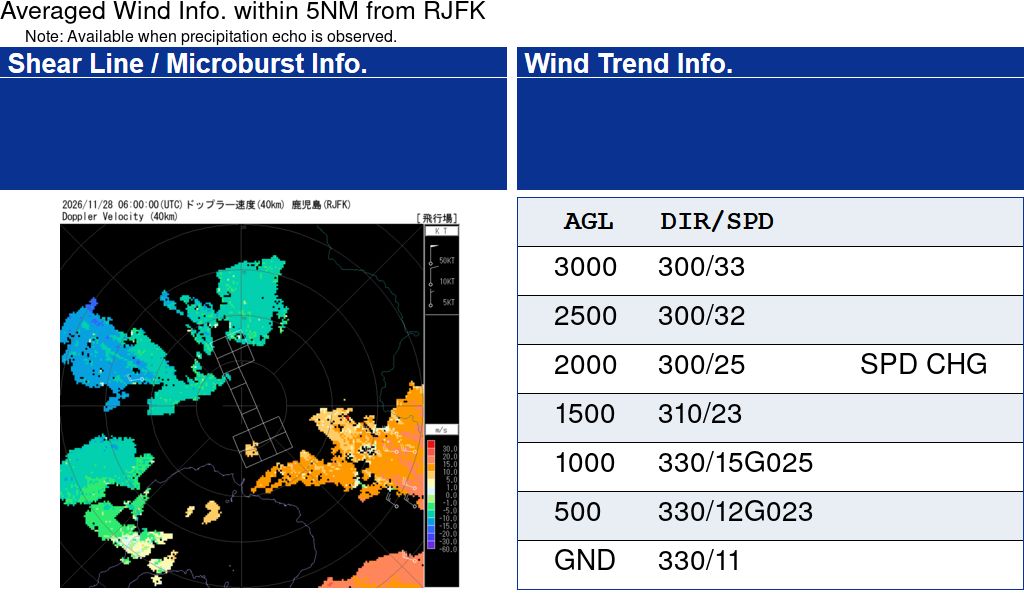 Averaged Wind Info. within 5NM from RJFK
Note: Available when precipitation echo is observed.
Shear Line / Microburst Info.
Wind Trend Info.
2026/11/28 06:00:00(UTC) ドップラー速度(40km) 鹿児島(RJFK)
Doppler Velocity (40km)
[飛行場]
KT
50KT
10KT
5KT
m/s
30.0
20.0
15.0
10.0
5.0
1.0
0.0
-1.0
-5.0
-10.0
-15.0
-20.0
-30.0
-60.0
AGL DIR/SPD
3000 300/33
2500 300/32
2000 300/25 SPD CHG
1500 310/23
1000 330/15G025
500 330/12G023
GND 330/11